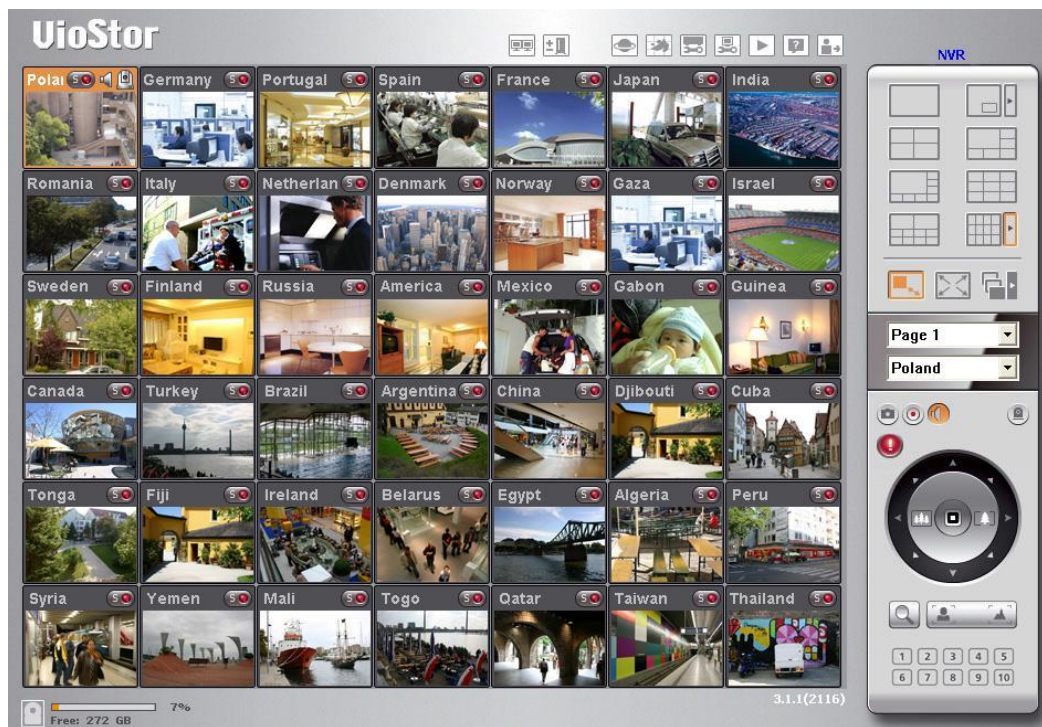 VioStor
NVR
Polan
Germany
Portugal
Spain
France
Japan
India
Romania
Italy
Netherlan
Denmark
Norway
Gaza
Israel
Sweden
Finland
Russia
America
Mexico
Gabon
Guinea
Page 1
Poland
Canada
Turkey
Brazil
Argentina
China
Djibouti
Cuba
Tonga
Fiji
Ireland
Belarus
Egypt
Algeria
Peru
Syria
Yemen
Mali
Togo
Qatar
Taiwan
Thailand
1 2 3 4 5
6 7 8 9 10
3.1.1(2116)
7%
Free: 272 GB